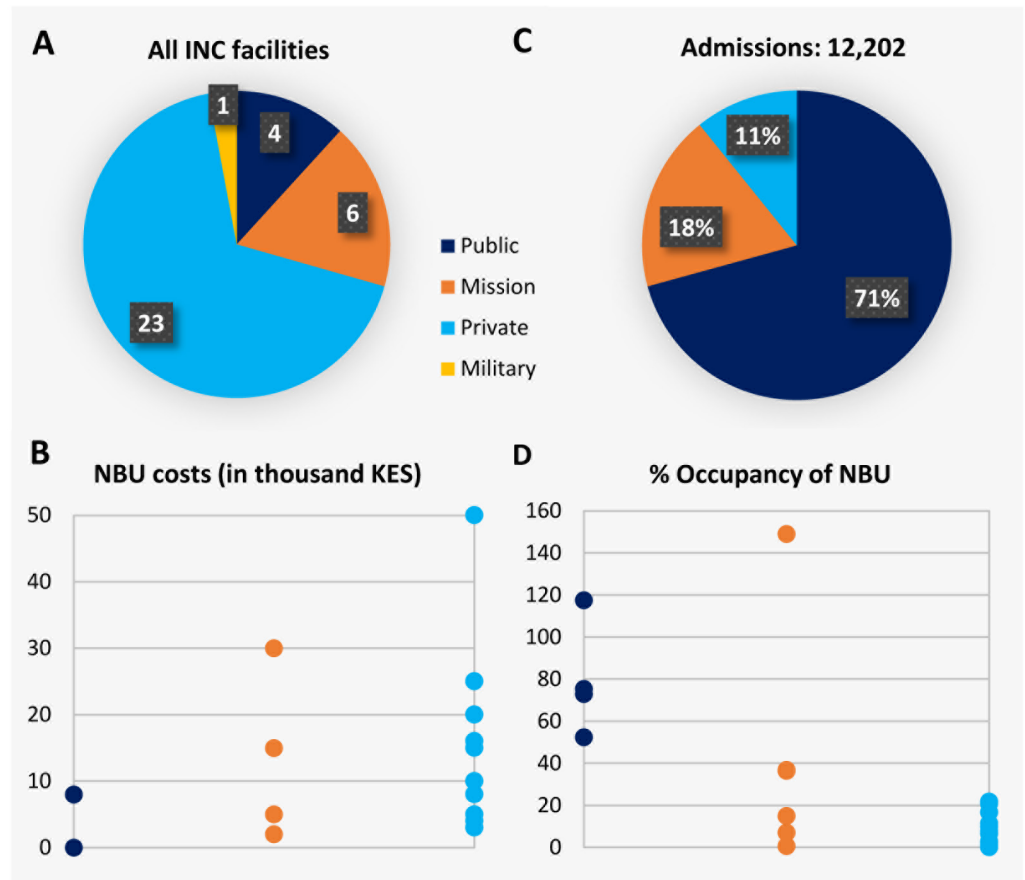 A
All INC facilities
1
4
6
23
Public
Mission
Private
Military
C
Admissions: 12,202
11%
18%
71%
B
NBU costs (in thousand KES)
50
40
30
20
10
0
D
% Occupancy of NBU
160
140
120
100
80
60
40
20
0